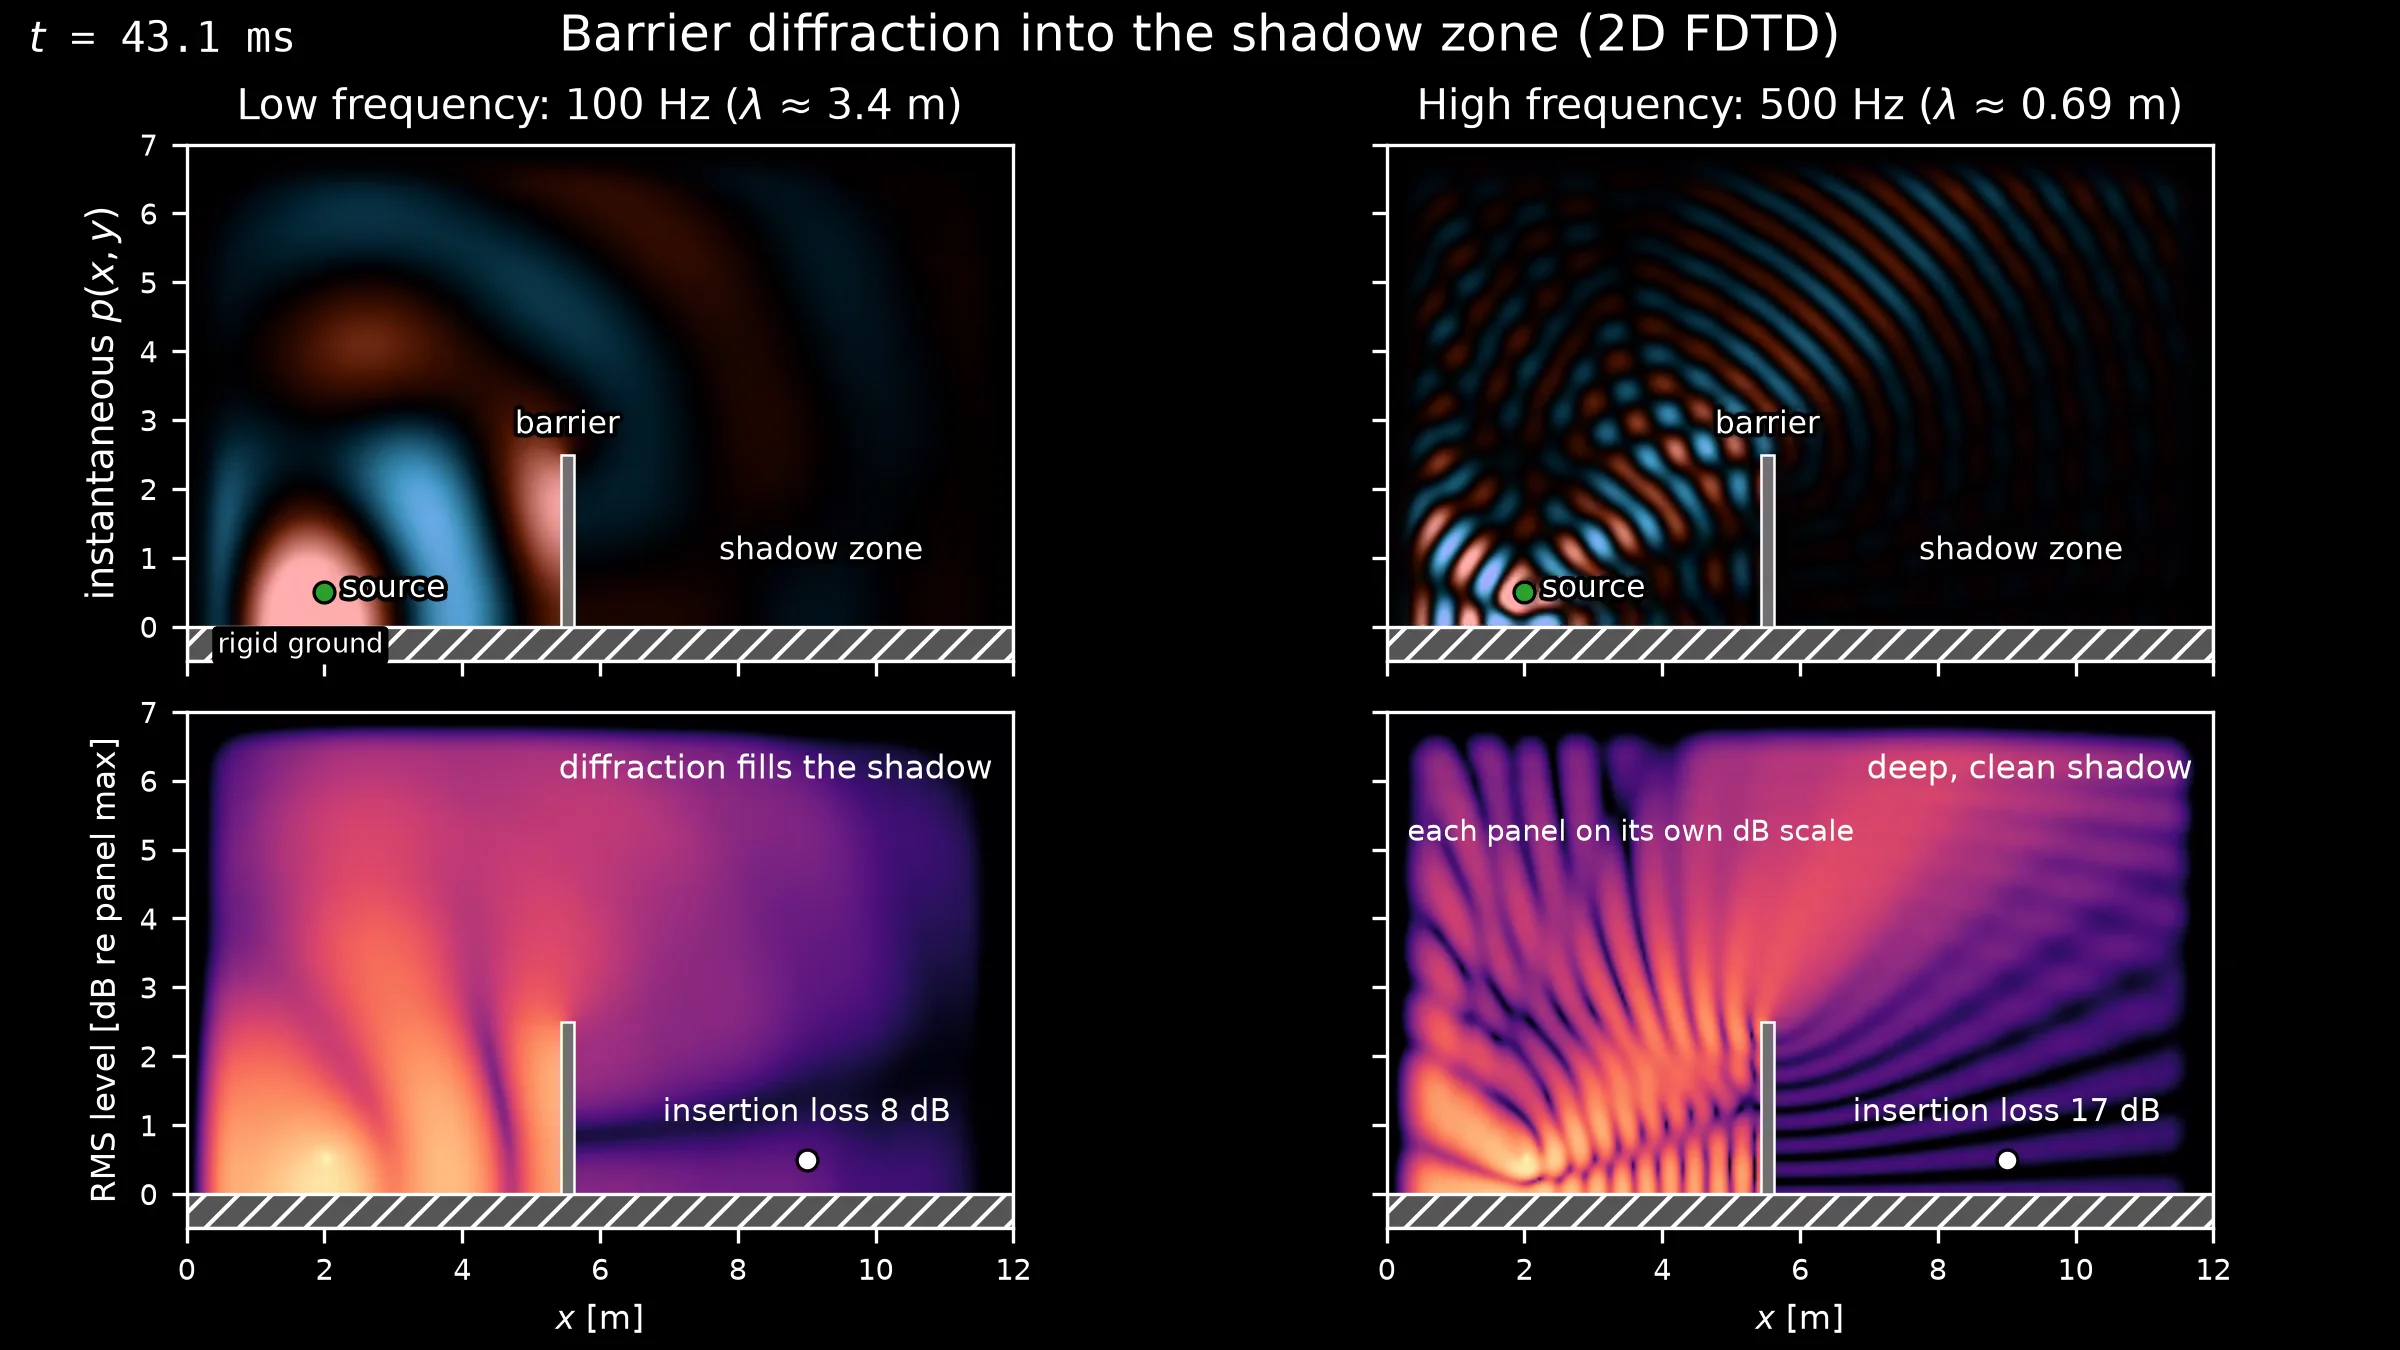 t = 43.1 ms
Barrier diffraction into the shadow zone (2D FDTD)
Low frequency: 100 Hz (λ ≈ 3.4 m)
High frequency: 500 Hz (λ ≈ 0.69 m)
instantaneous p(x, y)
7
6
5
4
3
2
1
0
barrier
shadow zone
source
rigid ground
barrier
shadow zone
source
RMS level [dB re panel max]
7
6
5
4
3
2
1
0
diffraction fills the shadow
insertion loss 8 dB
deep, clean shadow
each panel on its own dB scale
insertion loss 17 dB
0 2 4 6 8 10 12
x [m]
0 2 4 6 8 10 12
x [m]